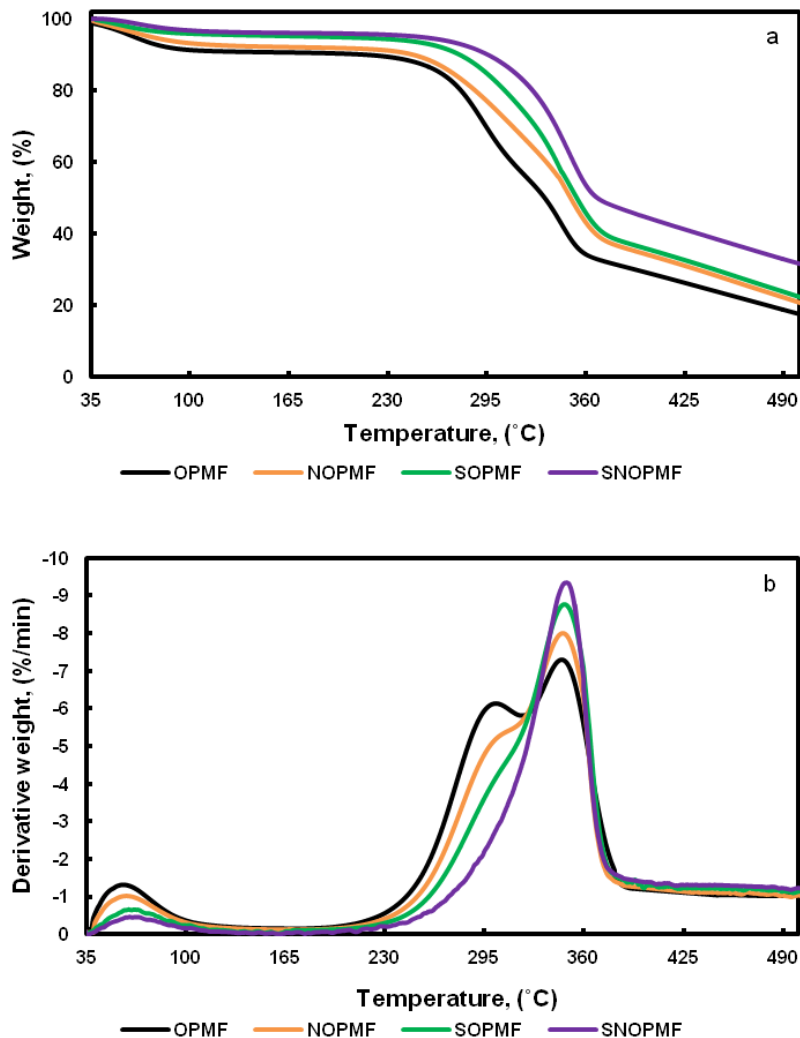 a
100
80
60
40
20
0
Weight, (%)
35 100 165 230 295 360 425 490
Temperature, (˚C)
OPMF NOPMF SOPMF SNOPMF
b
-10
-9
-8
-7
-6
-5
-4
-3
-2
-1
0
Derivative weight, (%/min)
35 100 165 230 295 360 425 490
Temperature, (˚C)
OPMF NOPMF SOPMF SNOPMF